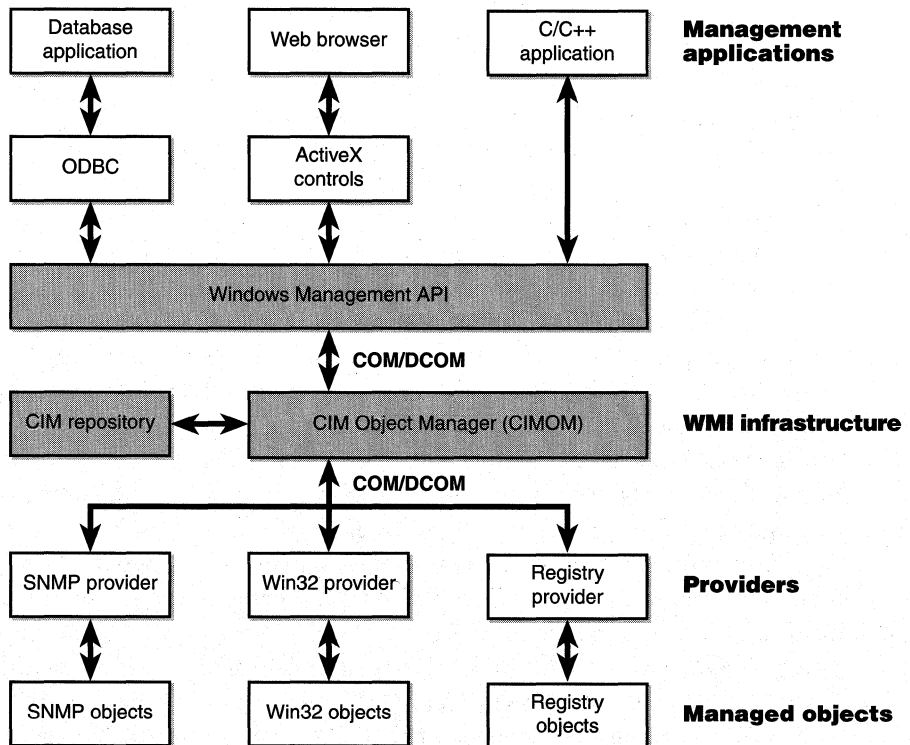 Database
application
Web browser
C/C++
application
Management
applications
ODBC
ActiveX
controls
Windows Management API
COM/DCOM
CIM repository
CIM Object Manager (CIMOM)
WMI infrastructure
COM/DCOM
SNMP provider
Win32 provider
Registry
provider
Providers
SNMP objects
Win32 objects
Registry
objects
Managed objects